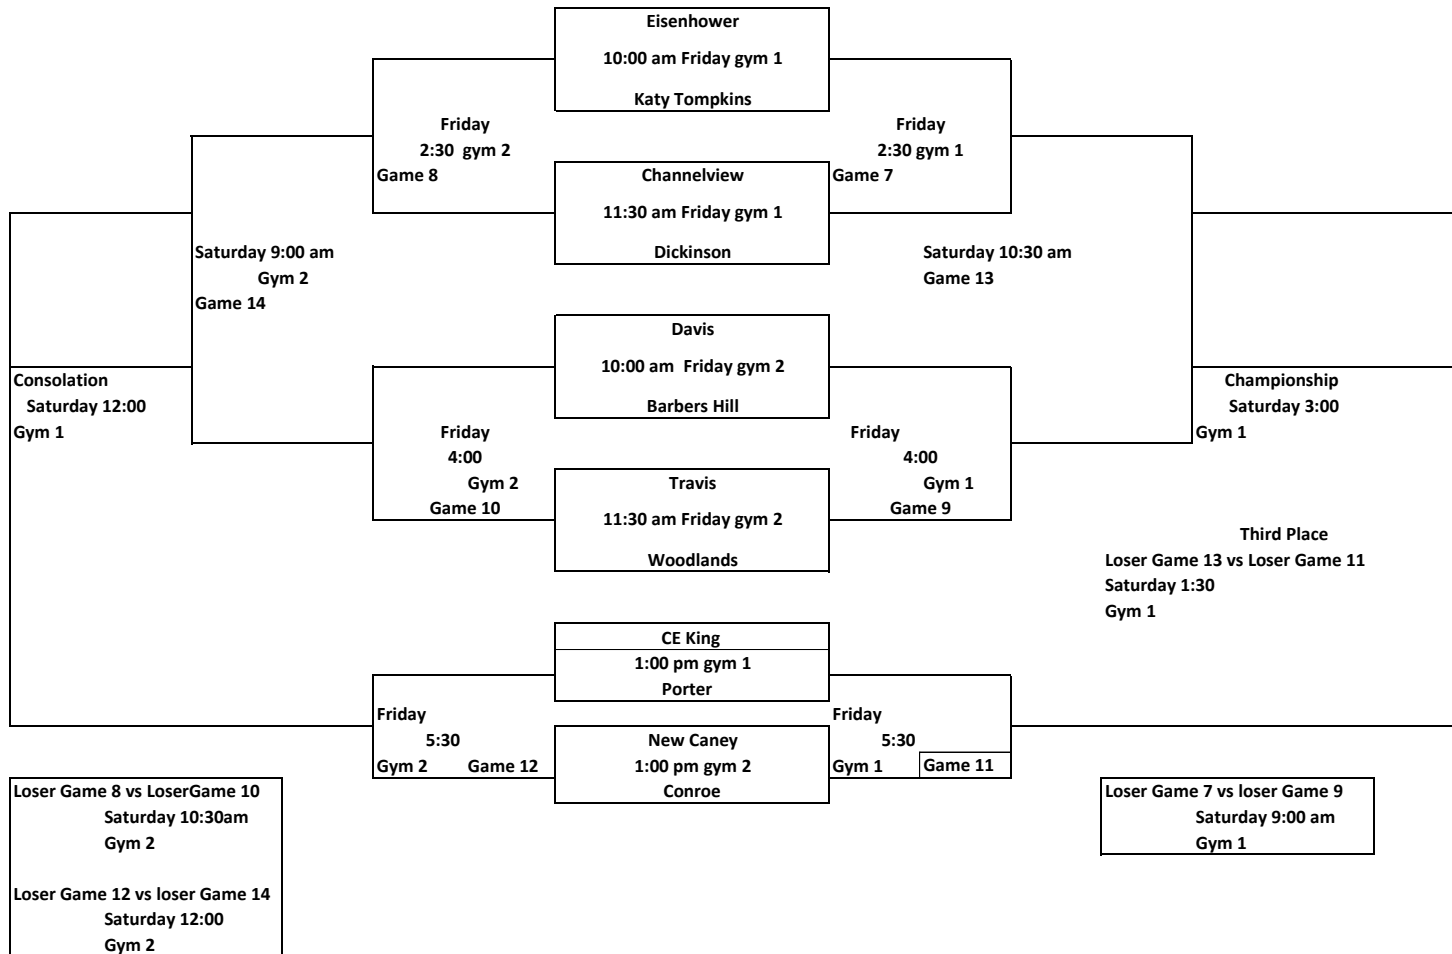 Eisenhower
10:00 am Friday gym 1
Katy Tompkins
Friday
2:30 gym 2
Game 8
Friday
2:30 gym 1
Game 7
Channelview
11:30 am Friday gym 1
Dickinson
Saturday 9:00 am
Gym 2
Game 14
Saturday 10:30 am
Game 13
Davis
10:00 am Friday gym 2
Barbers Hill
Consolation
Saturday 12:00
Gym 1
Championship
Saturday 3:00
Gym 1
Friday
4:00
Gym 2
Game 10
Friday
4:00
Gym 1
Game 9
Travis
11:30 am Friday gym 2
Woodlands
Third Place
Loser Game 13 vs Loser Game 11
Saturday 1:30
Gym 1
CE King
1:00 pm gym 1
Porter
Friday
5:30
Gym 2 Game 12
New Caney
1:00 pm gym 2
Conroe
Friday
5:30
Gym 1 Game 11
Loser Game 8 vs LoserGame 10
Saturday 10:30am
Gym 2
Loser Game 12 vs loser Game 14
Saturday 12:00
Gym 2
Loser Game 7 vs loser Game 9
Saturday 9:00 am
Gym 1